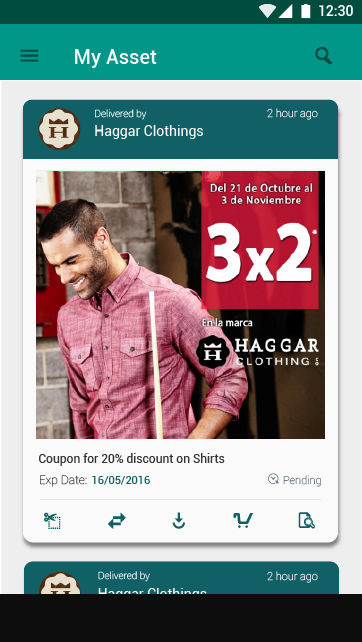 12:30
My Asset
Delivered by
2 hour ago
Haggar Clothings
Del 21 de Octubre al
3 de Noviembre
3x2*
En la marca
HAGGAR
CLOTHING
Coupon for 20% discount on Shirts
Exp Date: 16/05/2016
Pending
Delivered by
2 hour ago
Haggar Clothings